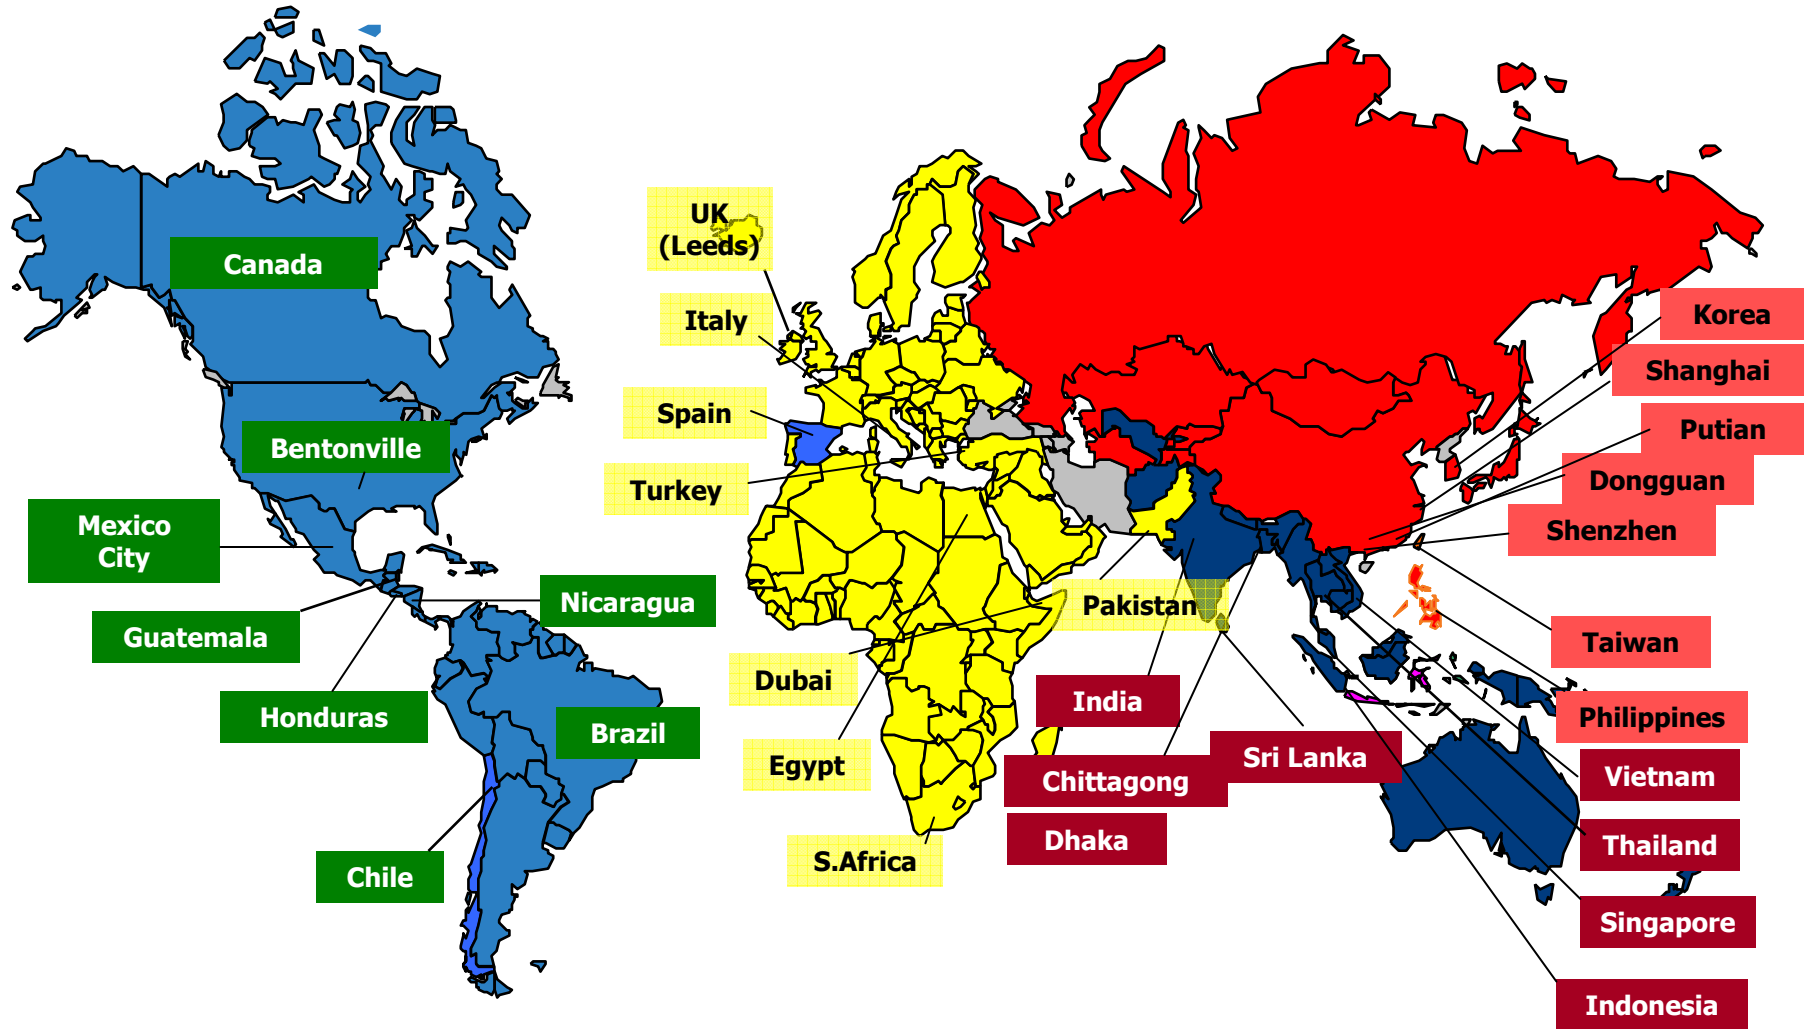 Canada
Bentonville
Mexico
City
Nicaragua
Guatemala
Honduras
Brazil
Chile
UK
(Leeds)
Italy
Spain
Turkey
Pakistan
Dubai
Egypt
S.Africa
India
Chittagong
Dhaka
Sri Lanka
Korea
Shanghai
Putian
Dongguan
Shenzhen
Taiwan
Philippines
Vietnam
Thailand
Singapore
Indonesia